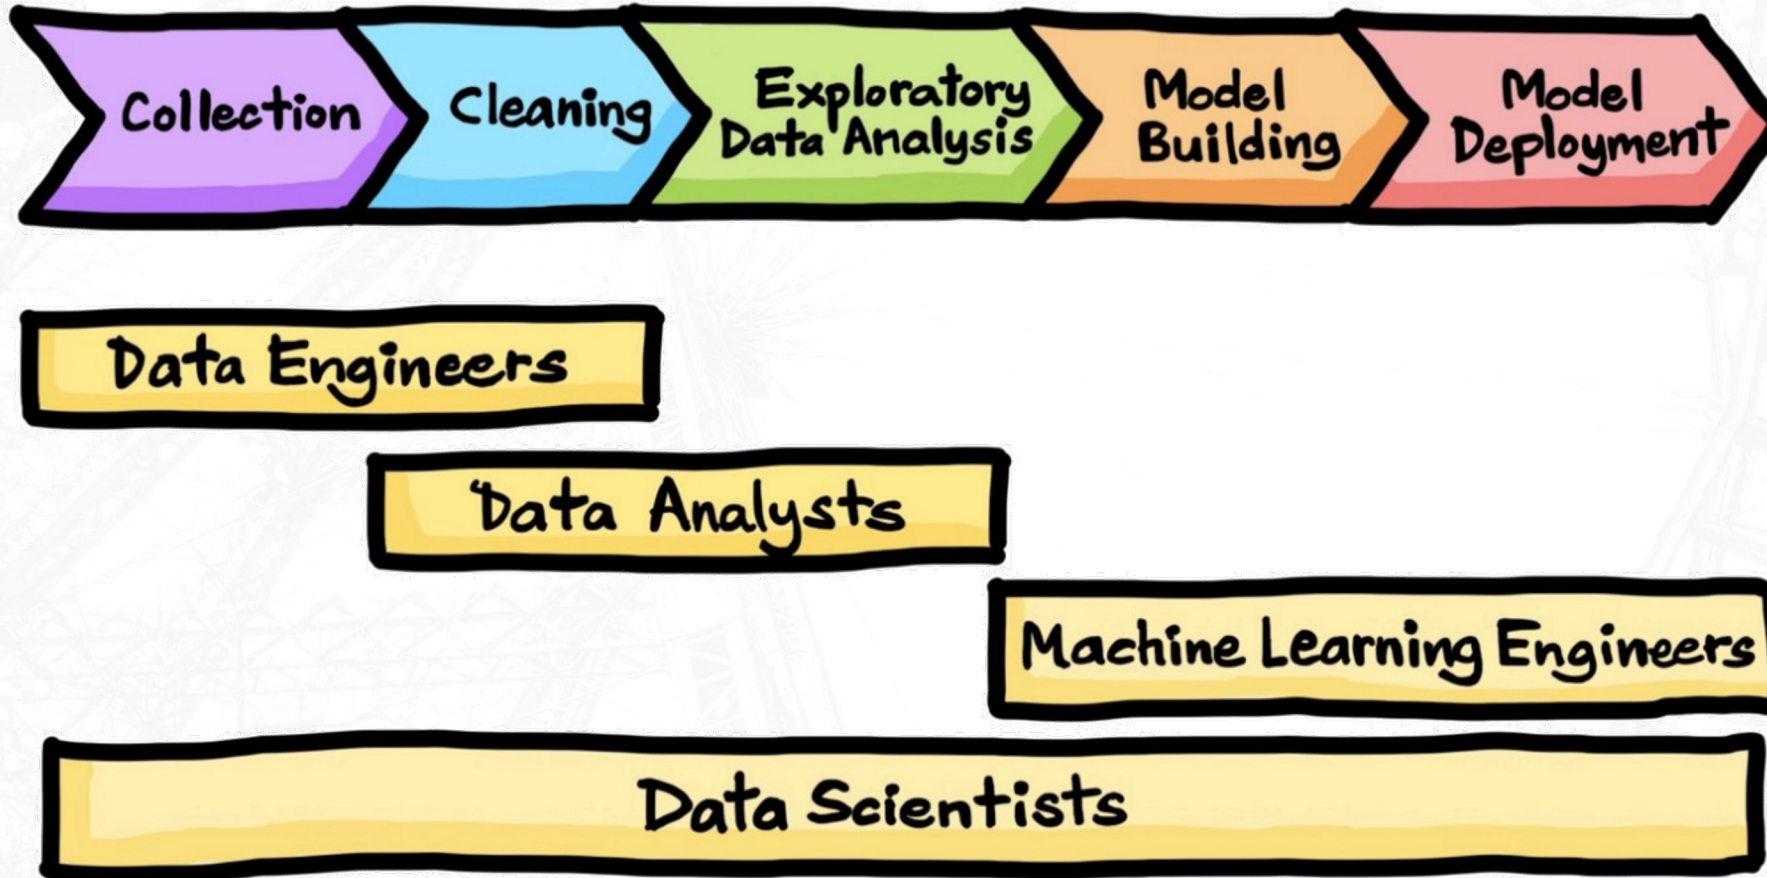 Collection
Cleaning
Exploratory
Data Analysis
Model
Building
Model
Deployment
Data Engineers
Data Analysts
Machine Learning Engineers
Data Scientists